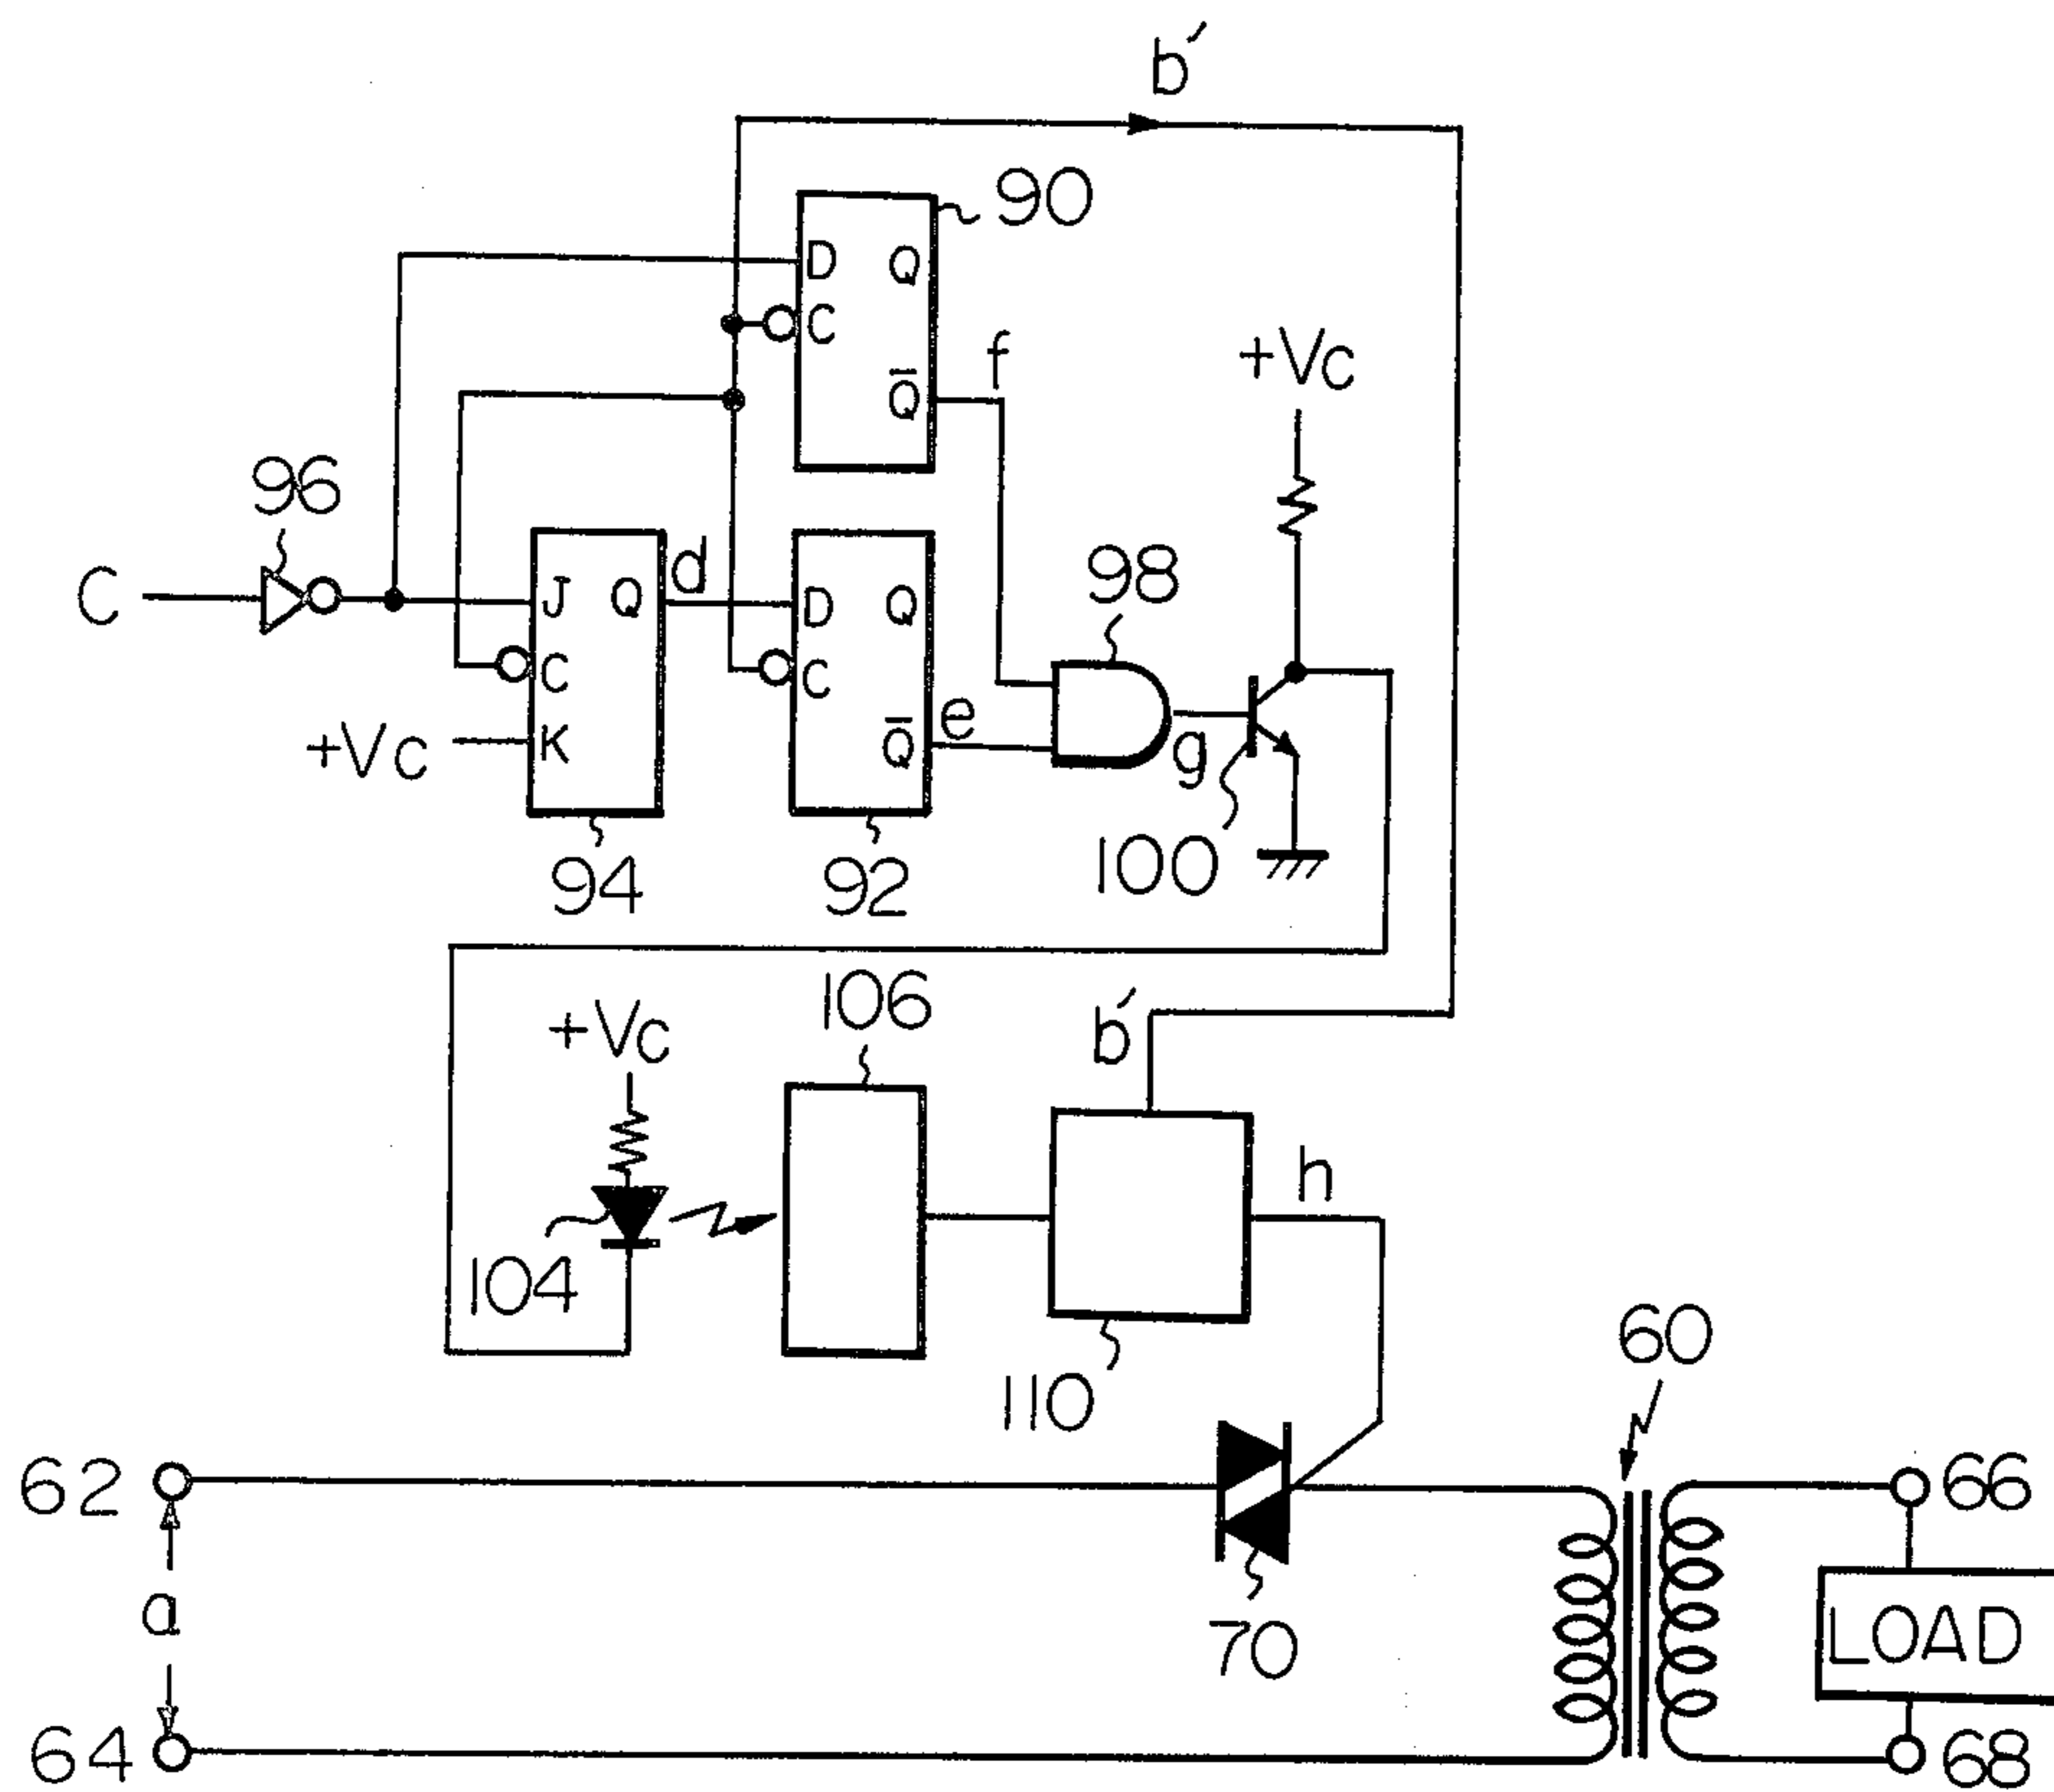 b′
90
D Q
C
f
Q̅
+Vc
96
C
J Q
d
D Q
98
C
C
e
+Vc
K
Q̅
g
94
92
100
106
+Vc
b′
h
104
60
110
62
66
a
LOAD
70
64
68